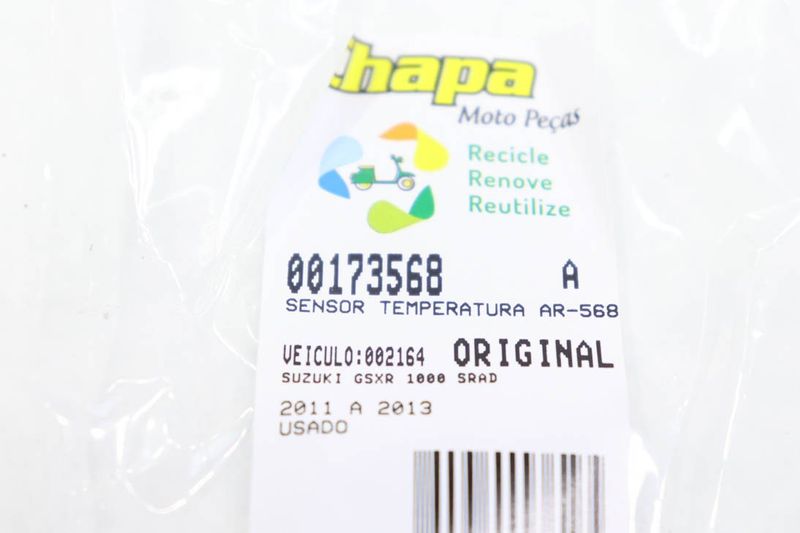 Chapa
Moto Peças
Recicle
Renove
Reutilize
00173568 A
SENSOR TEMPERATURA AR-568
VEICULO:002164 ORIGINAL
SUZUKI GSXR 1000 SRAD
2011 A 2013
USADO